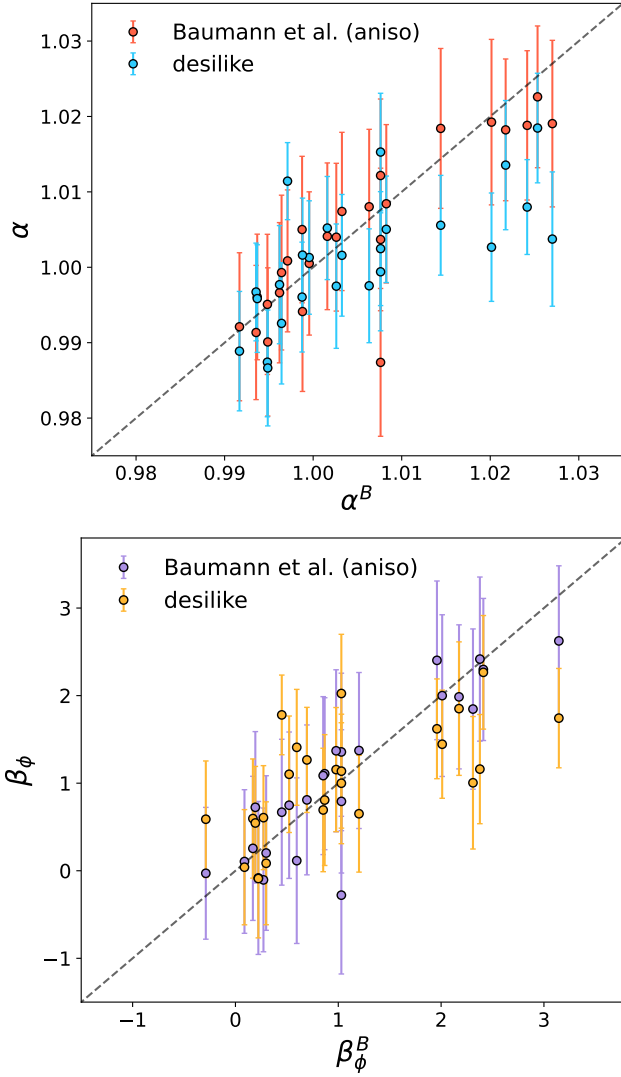 1.03
1.02
1.01
1.00
0.99
0.98
α
Baumann et al. (aniso)
desilike
0.98 0.99 1.00 1.01 1.02 1.03
α^B
3
2
1
0
−1
β_ϕ
Baumann et al. (aniso)
desilike
−1 0 1 2 3
β_ϕ^B